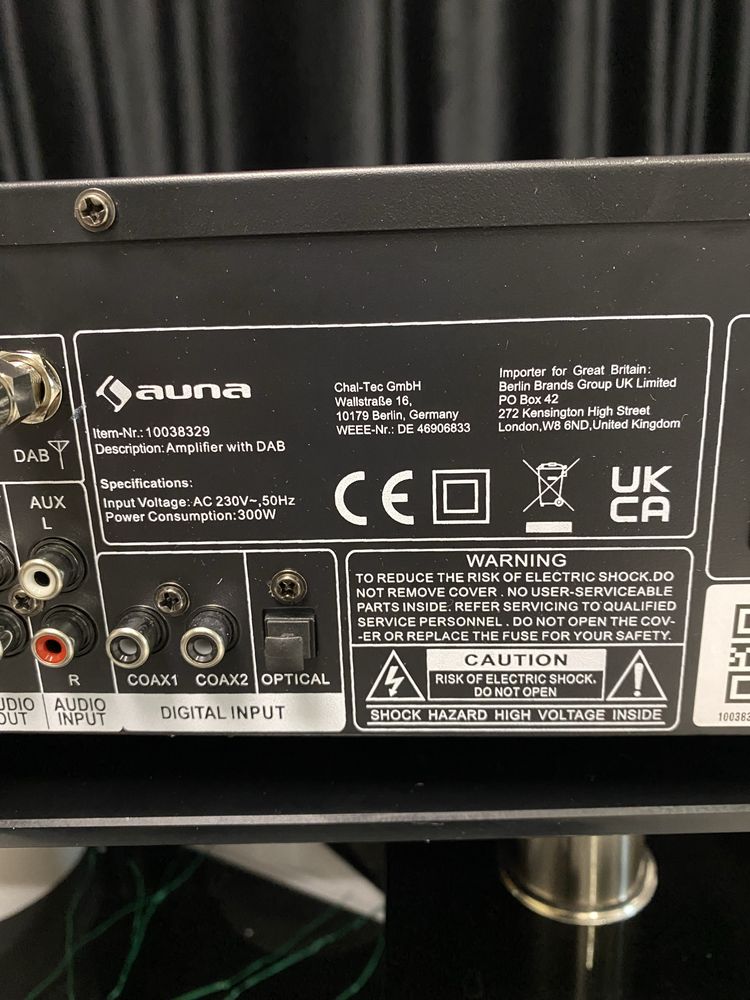 auna
Item-Nr.: 10038329
Description: Amplifier with DAB
Specifications:
Input Voltage: AC 230V~,50Hz
Power Consumption:300W
Chal-Tec GmbH
Wallstraße 16,
10179 Berlin, Germany
WEEE-Nr.: DE 46906833
Importer for Great Britain:
Berlin Brands Group UK Limited
PO Box 42
272 Kensington High Street
London,W8 6ND,United Kingdom
CE
UK
CA
DAB
AUX
L
R
AUDIO
INPUT
COAX1
COAX2
OPTICAL
DIGITAL INPUT
WARNING
TO REDUCE THE RISK OF ELECTRIC SHOCK.DO
NOT REMOVE COVER . NO USER-SERVICEABLE
PARTS INSIDE. REFER SERVICING TO QUALIFIED
SERVICE PERSONNEL . DO NOT OPEN THE COV-
-ER OR REPLACE THE FUSE FOR YOUR SAFETY.
CAUTION
RISK OF ELECTRIC SHOCK,
DO NOT OPEN
SHOCK HAZARD HIGH VOLTAGE INSIDE